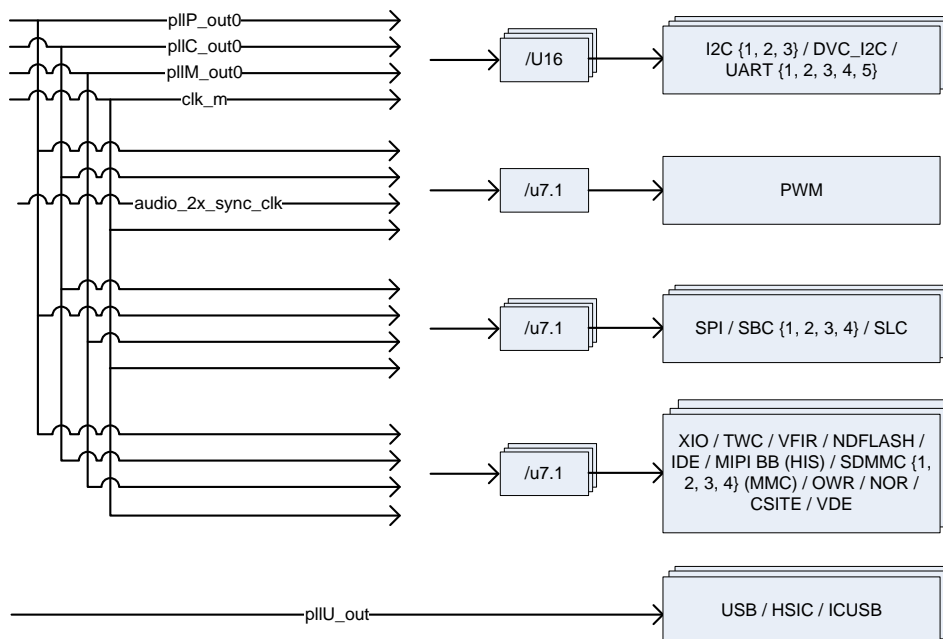 pllP_out0
pllC_out0
pllM_out0
clk_m
/U16
I2C {1, 2, 3} / DVC_I2C /
UART {1, 2, 3, 4, 5}
audio_2x_sync_clk
/u7.1
PWM
/u7.1
SPI / SBC {1, 2, 3, 4} / SLC
/u7.1
XIO / TWC / VFIR / NDFLASH /
IDE / MIPI BB (HIS) / SDMMC {1,
2, 3, 4} (MMC) / OWR / NOR /
CSITE / VDE
pllU_out
USB / HSIC / ICUSB